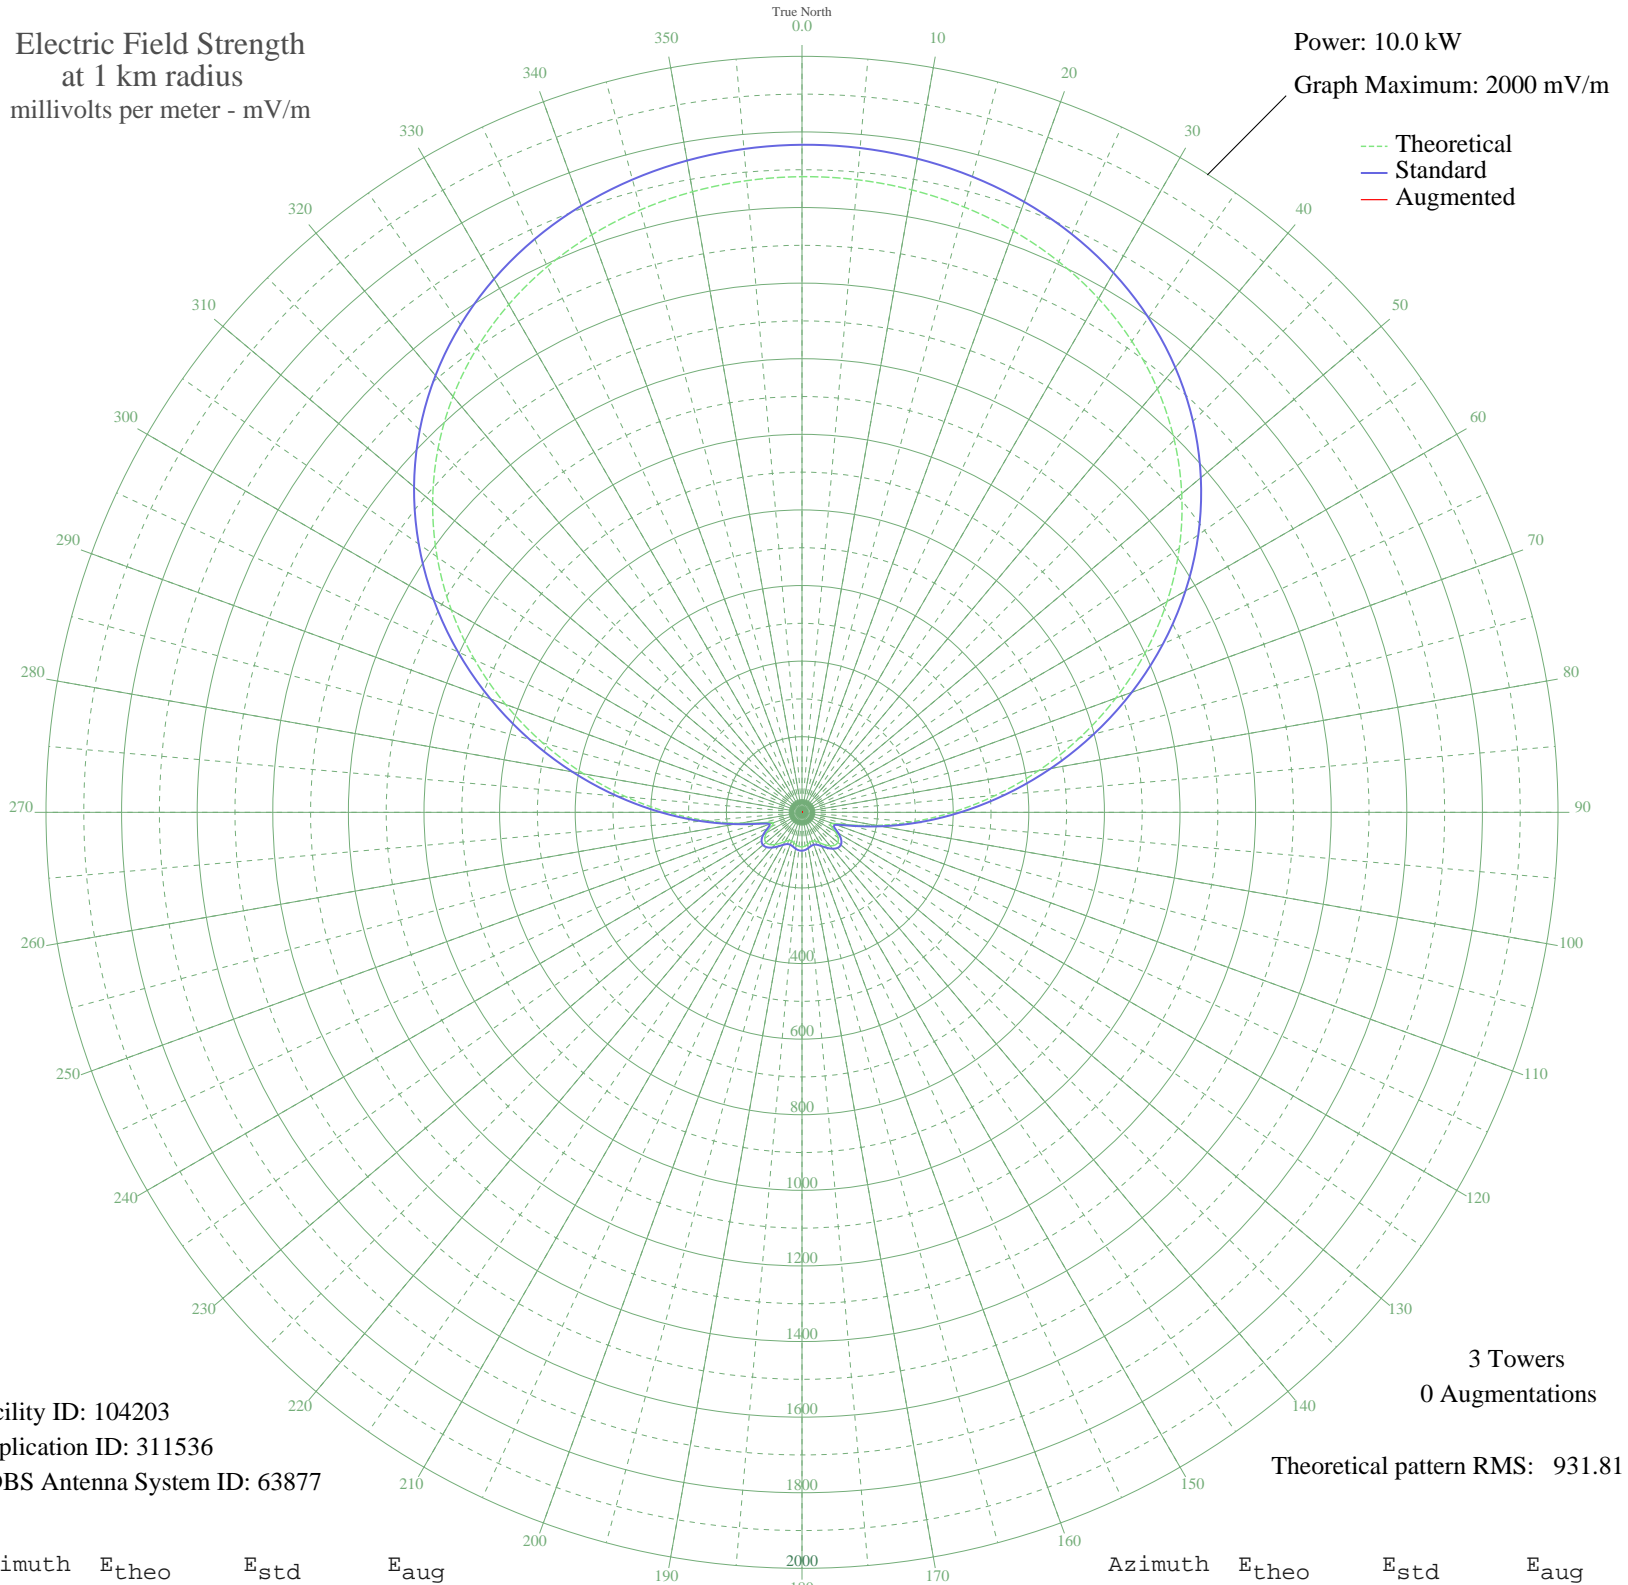 Electric Field Strength
at 1 km radius
millivolts per meter - mV/m
True North
0.0
Power: 10.0 kW
Graph Maximum: 2000 mV/m
Theoretical
Standard
Augmented
10
20
30
40
50
60
70
80
90
100
110
120
130
140
150
160
170
190
200
210
220
230
240
250
260
270
280
290
300
310
320
330
340
350
400
600
800
1000
1200
1400
1600
1800
2000
3 Towers
0 Augmentations
Theoretical pattern RMS: 931.81
cility ID: 104203
plication ID: 311536
DBS Antenna System ID: 63877
imuth Etheo Estd Eaug
Azimuth Etheo Estd Eaug